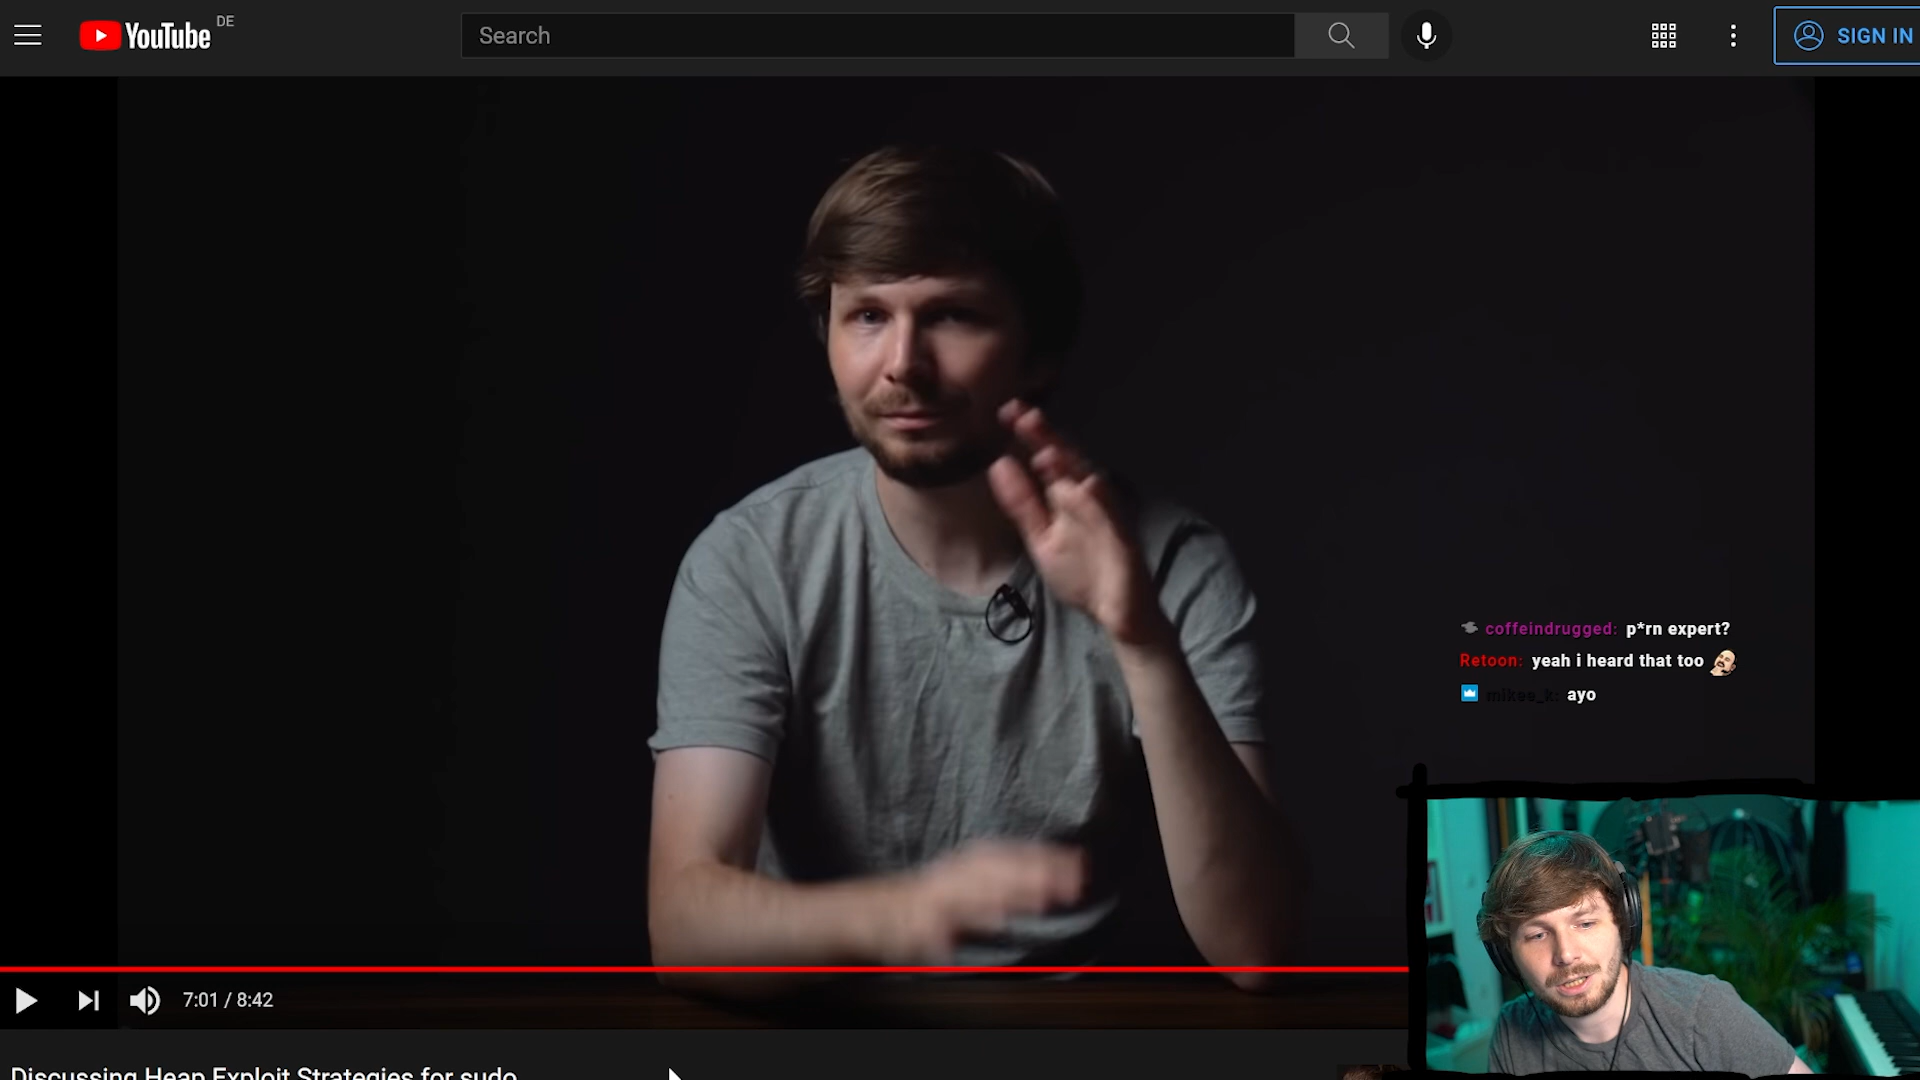 YouTube DE
Search
SIGN IN
coffeindrugged: p*rn expert?
Retoon: yeah i heard that too
mikee_k: ayo
7:01 / 8:42
Discussing Heap Exploit Strategies for sudo